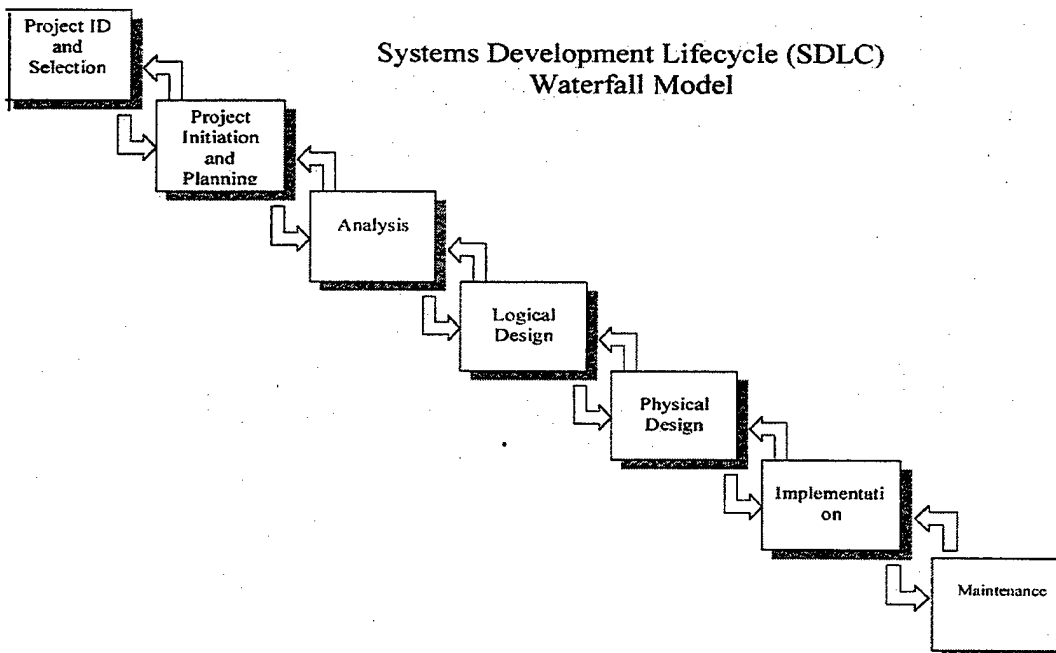 Project ID
and
Selection
Systems Development Lifecycle (SDLC)
Waterfall Model
Project
Initiation
and
Planning
Analysis
Logical
Design
Physical
Design
Implementati
on
Maintenance